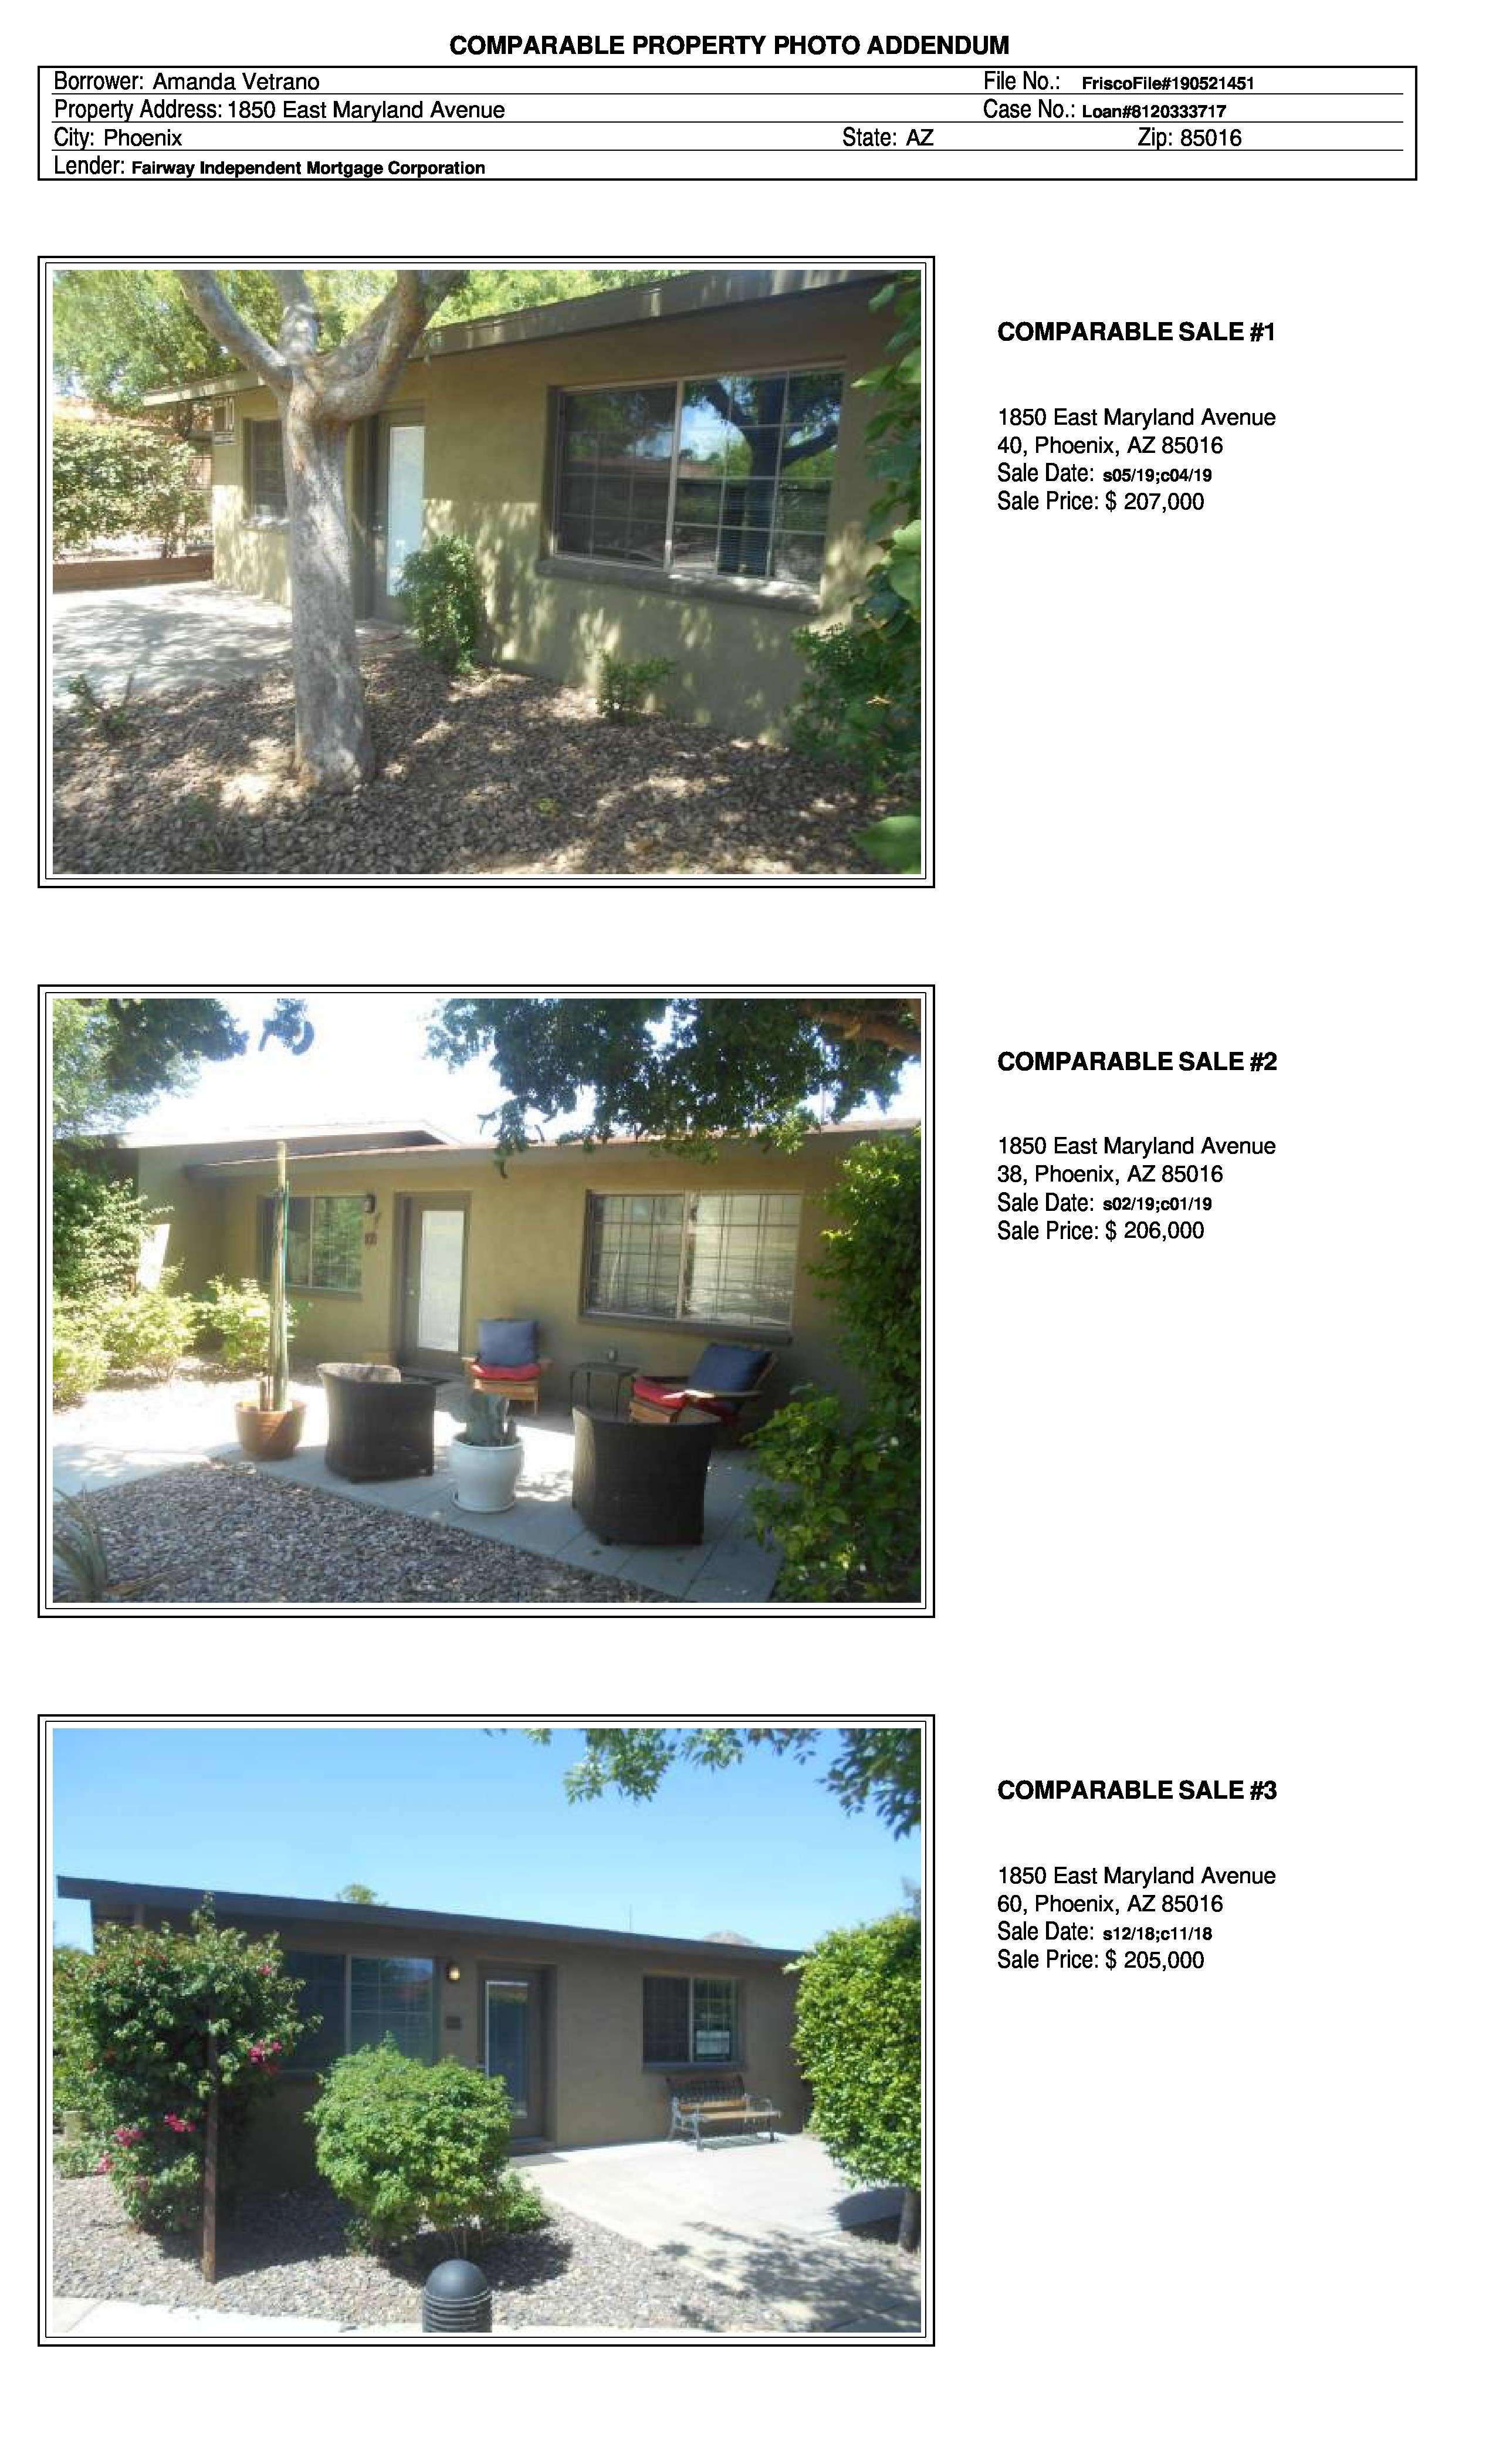 COMPARABLE PROPERTY PHOTO ADDENDUM
Borrower: Amanda Vetrano File No.: FriscoFile#190521451
Property Address: 1850 East Maryland Avenue Case No.: Loan#8120333717
City: Phoenix State: AZ Zip: 85016
Lender: Fairway Independent Mortgage Corporation
COMPARABLE SALE #1
1850 East Maryland Avenue
40, Phoenix, AZ 85016
Sale Date: s05/19;c04/19
Sale Price: $ 207,000
COMPARABLE SALE #2
1850 East Maryland Avenue
38, Phoenix, AZ 85016
Sale Date: s02/19;c01/19
Sale Price: $ 206,000
COMPARABLE SALE #3
1850 East Maryland Avenue
60, Phoenix, AZ 85016
Sale Date: s12/18;c11/18
Sale Price: $ 205,000